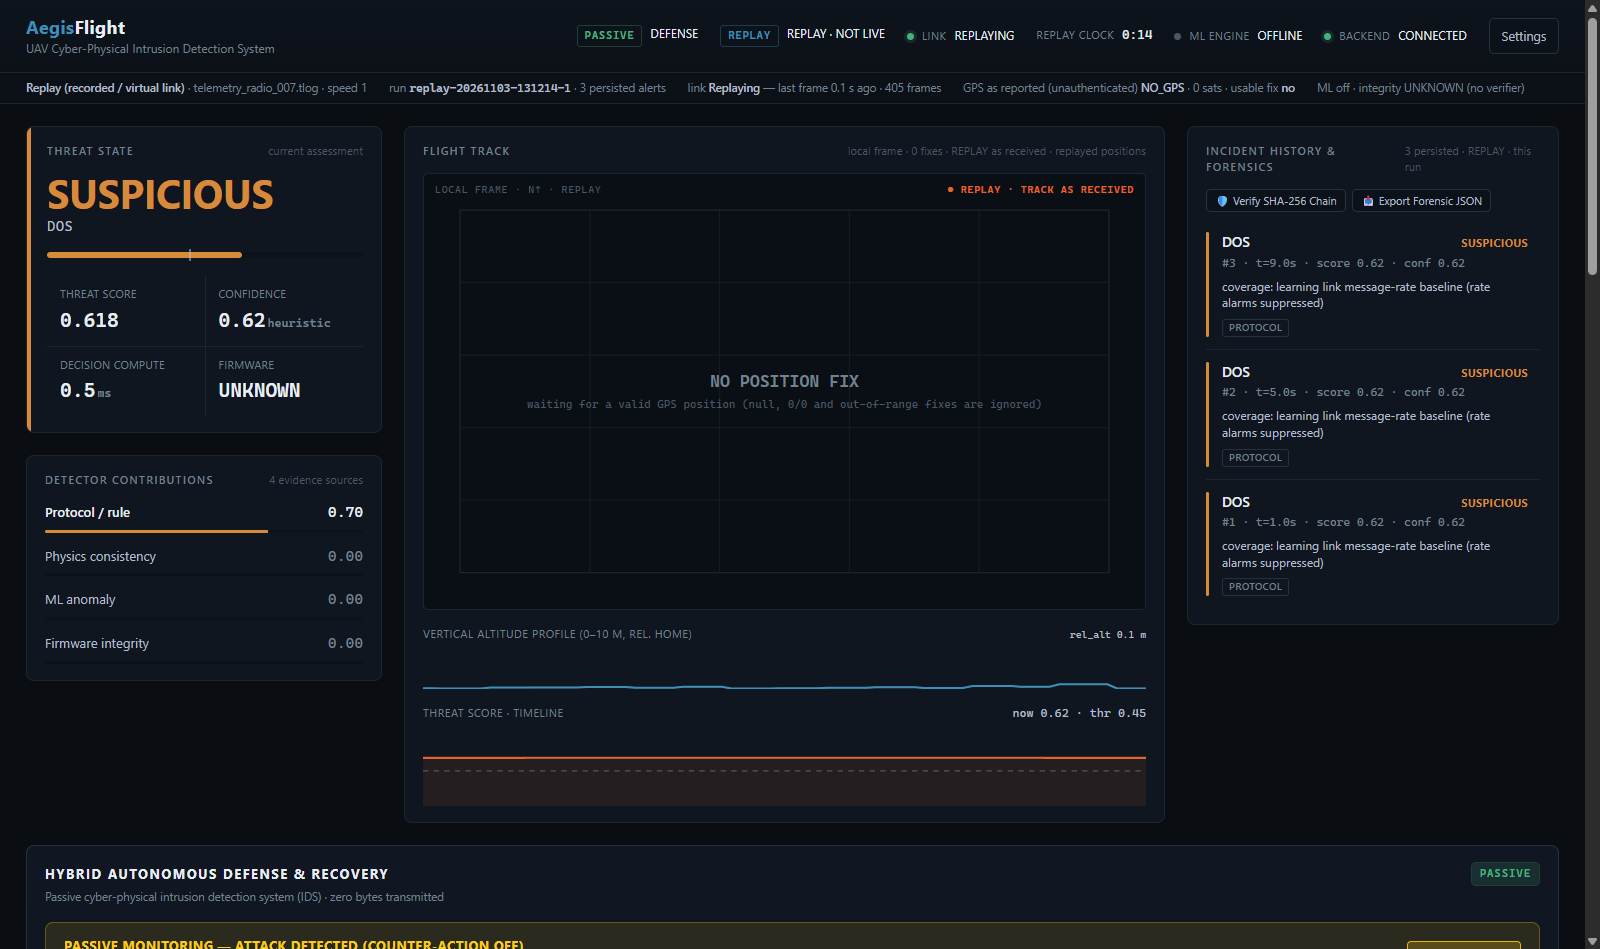 AegisFlight
UAV Cyber-Physical Intrusion Detection System
PASSIVE DEFENSE
REPLAY REPLAY · NOT LIVE
LINK REPLAYING
REPLAY CLOCK 0:14
ML ENGINE OFFLINE
BACKEND CONNECTED
Settings
Replay (recorded / virtual link) · telemetry_radio_007.tlog · speed 1
run replay-20261103-131214-1 · 3 persisted alerts
link Replaying — last frame 0.1 s ago · 405 frames
GPS as reported (unauthenticated) NO_GPS · 0 sats · usable fix no
ML off · integrity UNKNOWN (no verifier)
THREAT STATE
current assessment
SUSPICIOUS
DOS
THREAT SCORE
0.618
CONFIDENCE
0.62 heuristic
DECISION COMPUTE
0.5 ms
FIRMWARE
UNKNOWN
DETECTOR CONTRIBUTIONS
4 evidence sources
Protocol / rule 0.70
Physics consistency 0.00
ML anomaly 0.00
Firmware integrity 0.00
FLIGHT TRACK
local frame · 0 fixes · REPLAY as received · replayed positions
LOCAL FRAME · N↑ · REPLAY
REPLAY · TRACK AS RECEIVED
NO POSITION FIX
waiting for a valid GPS position (null, 0/0 and out-of-range fixes are ignored)
VERTICAL ALTITUDE PROFILE (0–10 M, REL. HOME)
rel_alt 0.1 m
THREAT SCORE · TIMELINE
now 0.62 · thr 0.45
INCIDENT HISTORY &
FORENSICS
3 persisted · REPLAY · this
run
Verify SHA-256 Chain
Export Forensic JSON
DOS SUSPICIOUS
#3 · t=9.0s · score 0.62 · conf 0.62
coverage: learning link message-rate baseline (rate
alarms suppressed)
PROTOCOL
DOS SUSPICIOUS
#2 · t=5.0s · score 0.62 · conf 0.62
coverage: learning link message-rate baseline (rate
alarms suppressed)
PROTOCOL
DOS SUSPICIOUS
#1 · t=1.0s · score 0.62 · conf 0.62
coverage: learning link message-rate baseline (rate
alarms suppressed)
PROTOCOL
HYBRID AUTONOMOUS DEFENSE & RECOVERY
PASSIVE
Passive cyber-physical intrusion detection system (IDS) · zero bytes transmitted
PASSIVE MONITORING — ATTACK DETECTED (COUNTER-ACTION OFF)